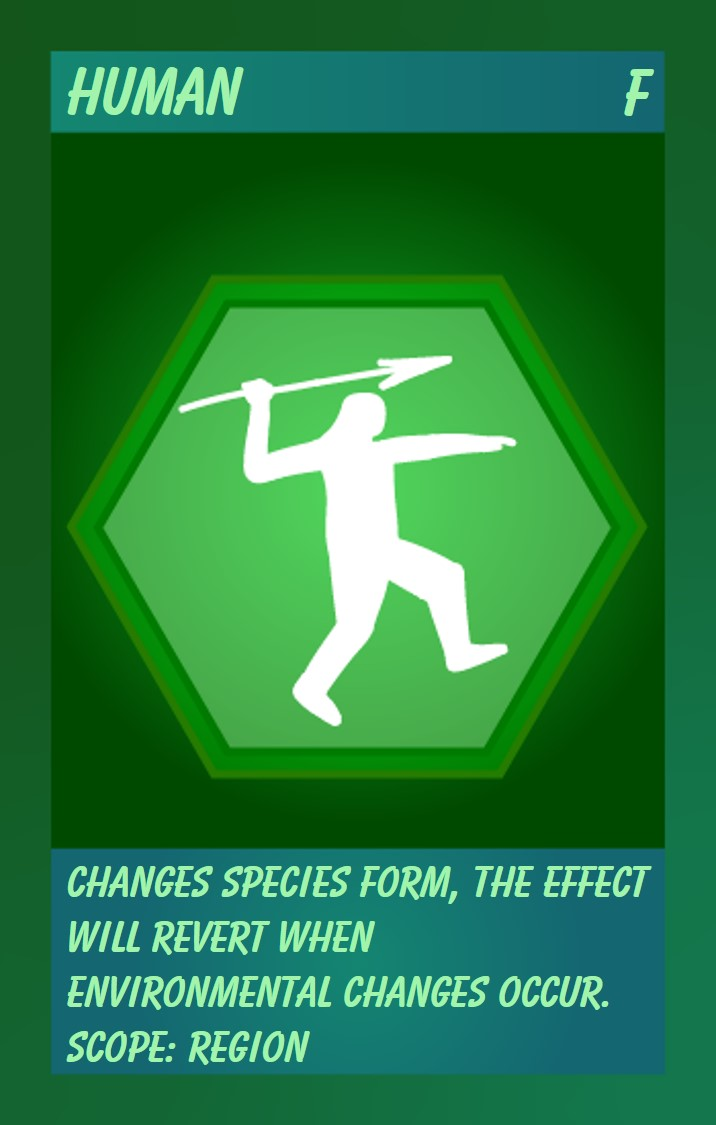 HUMAN F
CHANGES SPECIES FORM, THE EFFECT
WILL REVERT WHEN
ENVIRONMENTAL CHANGES OCCUR.
SCOPE: REGION